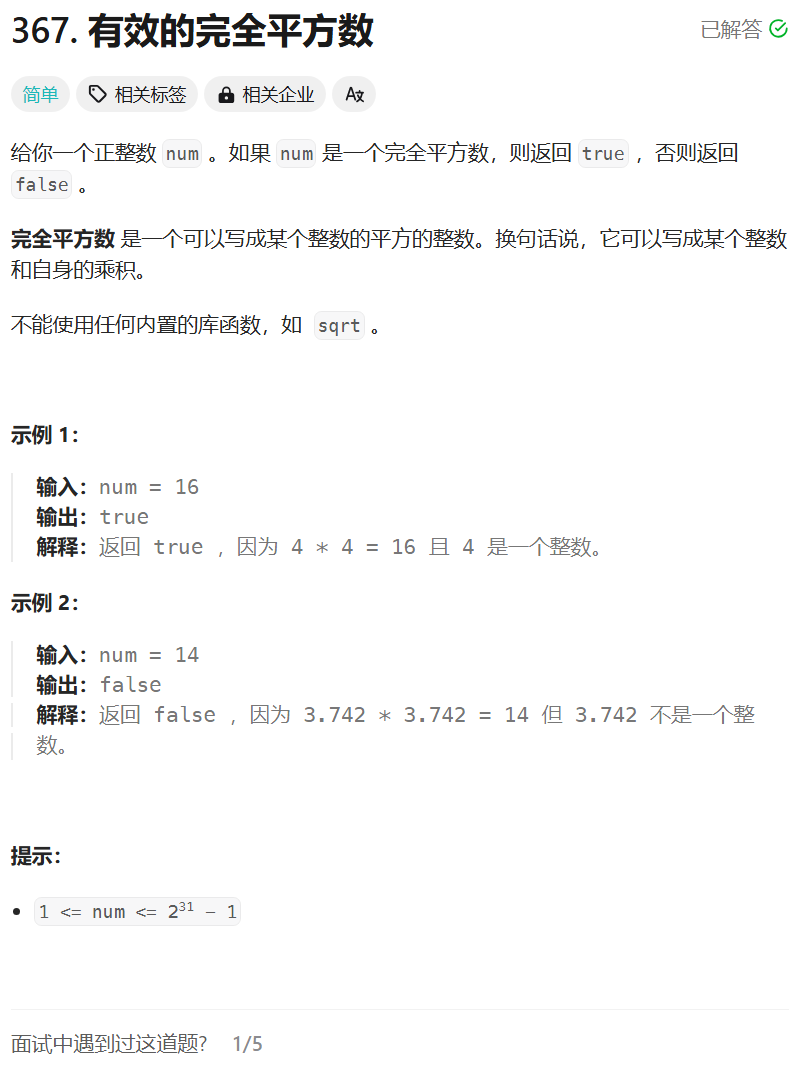 367. 有效的完全平方数
已解答
简单 相关标签 相关企业 A文
给你一个正整数 num 。如果 num 是一个完全平方数，则返回 true ，否则返回
false 。
完全平方数 是一个可以写成某个整数的平方的整数。换句话说，它可以写成某个整数
和自身的乘积。
不能使用任何内置的库函数，如 sqrt 。
示例 1：
输入：num = 16
输出：true
解释：返回 true ，因为 4 * 4 = 16 且 4 是一个整数。
示例 2：
输入：num = 14
输出：false
解释：返回 false ，因为 3.742 * 3.742 = 14 但 3.742 不是一个整
数。
提示：
• 1 <= num <= 2³¹ - 1
面试中遇到过这道题? 1/5